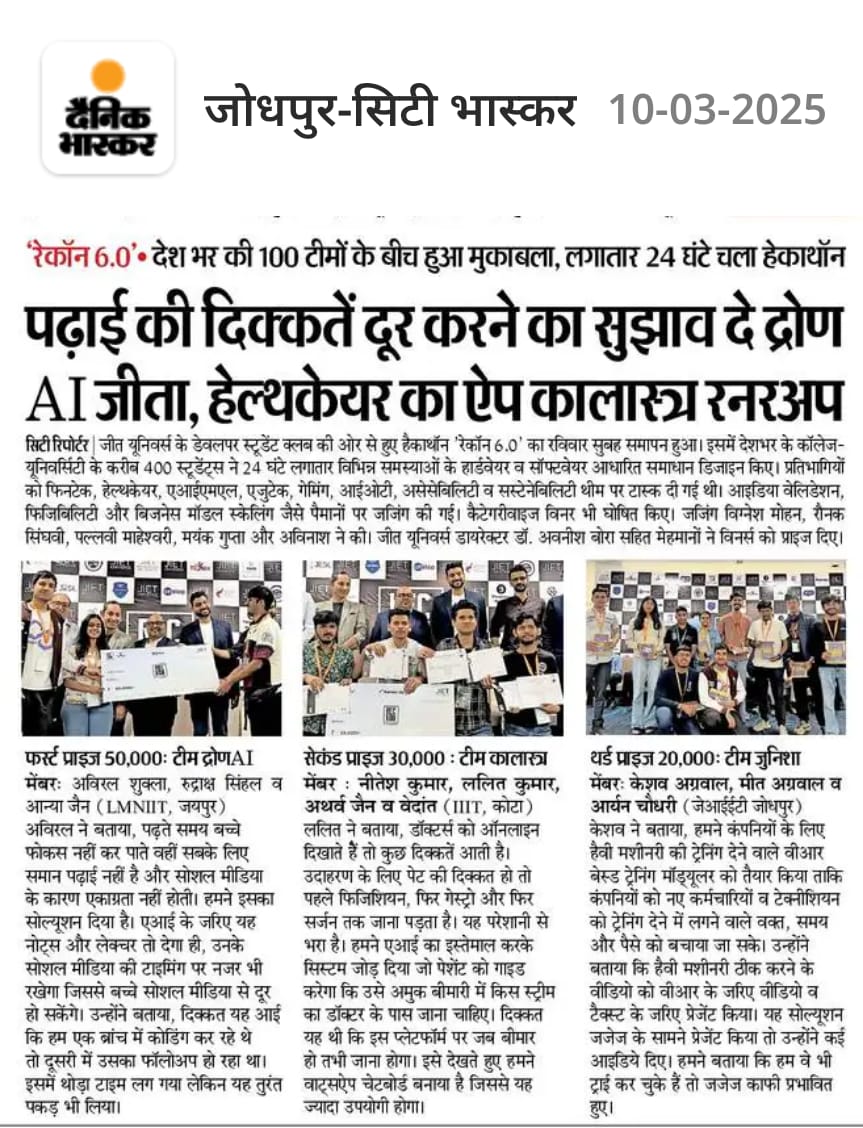 दैनिक
भास्कर
जोधपुर-सिटी भास्कर 10-03-2025
'रेकॉन 6.0'• देश भर की 100 टीमों के बीच हुआ मुकाबला, लगातार 24 घंटे चला हेकाथॉन
पढ़ाई की दिक्कतें दूर करने का सुझाव दे द्रोण
AI जीता, हेल्थकेयर का ऐप कालास्त्र रनरअप
सिटी रिपोर्टर | जीत यूनिवर्स के डेवलपर स्टूडेंट क्लब की ओर से हुए हैकाथॉन 'रेकॉन 6.0' का रविवार सुबह समापन हुआ। इसमें देशभर के कॉलेज-
यूनिवर्सिटी के करीब 400 स्टूडेंट्स ने 24 घंटे लगातार विभिन्न समस्याओं के हार्डवेयर व सॉफ्टवेयर आधारित समाधान डिजाइन किए। प्रतिभागियों
को फिनटेक, हेल्थकेयर, एआईएमएल, एजुटेक, गेमिंग, आईओटी, असेसेबिलिटी व सस्टेनेबिलिटी थीम पर टास्क दी गई थी। आइडिया वेलिडेशन,
फिजिबिलिटी और बिजनेस मॉडल स्केलिंग जैसे पैमानों पर जजिंग की गई। कैटेगरीवाइज विनर भी घोषित किए। जजिंग विग्नेश मोहन, रौनक
सिंघवी, पल्लवी माहेश्वरी, मयंक गुप्ता और अविनाश ने की। जीत यूनिवर्स डायरेक्टर डॉ. अवनीश बोरा सहित मेहमानों ने विनर्स को प्राइज दिए।
JIET
फर्स्ट प्राइज 50,000ः टीम द्रोणAI
मेंबरः अविरल शुक्ला, रुद्राक्ष सिंहल व
आन्या जैन (LMNIIT, जयपुर)
अविरल ने बताया, पढ़ते समय बच्चे
फोकस नहीं कर पाते वहीं सबके लिए
समान पढ़ाई नहीं है और सोशल मीडिया
के कारण एकाग्रता नहीं होती। हमने इसका
सोल्यूशन दिया है। एआई के जरिए यह
नोट्स और लेक्चर तो देगा ही, उनके
सोशल मीडिया की टाइमिंग पर नजर भी
रखेगा जिससे बच्चे सोशल मीडिया से दूर
हो सकेंगे। उन्होंने बताया, दिक्कत यह आई
कि हम एक ब्रांच में कोडिंग कर रहे थे
तो दूसरी में उसका फॉलोअप हो रहा था।
इसमें थोड़ा टाइम लग गया लेकिन यह तुरंत
पकड़ भी लिया।
सेकंड प्राइज 30,000 : टीम कालास्त्र
मेंबर : नीतेश कुमार, ललित कुमार,
अथर्व जैन व वेदांत (IIIT, कोटा)
ललित ने बताया, डॉक्टर्स को ऑनलाइन
दिखाते हैं तो कुछ दिक्कतें आती है।
उदाहरण के लिए पेट की दिक्कत हो तो
पहले फिजिशियन, फिर गेस्ट्रो और फिर
सर्जन तक जाना पड़ता है। यह परेशानी से
भरा है। हमने एआई का इस्तेमाल करके
सिस्टम जोड़ दिया जो पेशेंट को गाइड
करेगा कि उसे अमुक बीमारी में किस स्ट्रीम
का डॉक्टर के पास जाना चाहिए। दिक्कत
यह थी कि इस प्लेटफॉर्म पर जब बीमार
हो तभी जाना होगा। इसे देखते हुए हमने
वाट्सऐप चेटबोर्ड बनाया है जिससे यह
ज्यादा उपयोगी होगा।
थर्ड प्राइज 20,000ः टीम जुनिशा
मेंबरः केशव अग्रवाल, मीत अग्रवाल व
आर्यन चौधरी (जेआईईटी जोधपुर)
केशव ने बताया, हमने कंपनियों के लिए
हैवी मशीनरी की ट्रेनिंग देने वाले वीआर
बेस्ड ट्रेनिंग मॉड्यूलर को तैयार किया ताकि
कंपनियों को नए कर्मचारियों व टेक्नीशियन
को ट्रेनिंग देने में लगने वाले वक्त, समय
और पैसे को बचाया जा सके। उन्होंने
बताया कि हैवी मशीनरी ठीक करने के
वीडियो को वीआर के जरिए वीडियो व
टैक्स्ट के जरिए प्रेजेंट किया। यह सोल्यूशन
जजेज के सामने प्रेजेंट किया तो उन्होंने कई
आइडिये दिए। हमने बताया कि हम वे भी
ट्राई कर चुके हैं तो जजेज काफी प्रभावित
हुए।